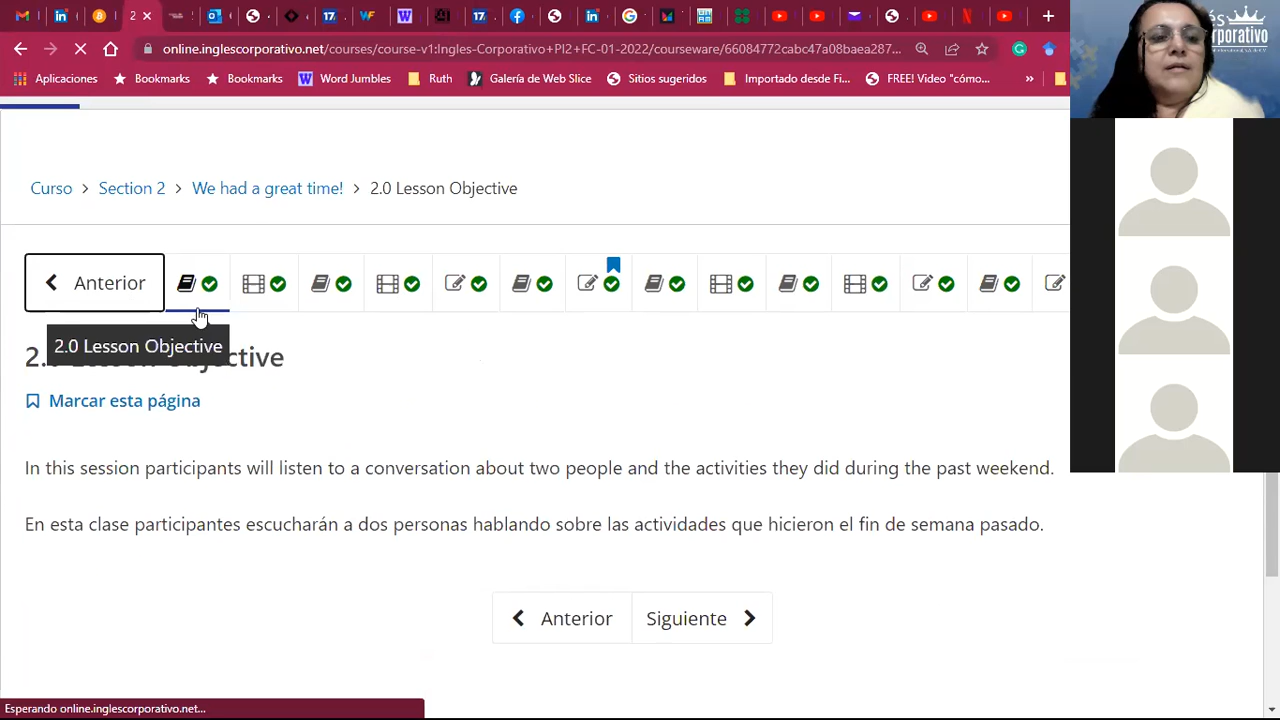 2
17
WF
W
17
online.inglescorporativo.net/courses/course-v1:Ingles-Corporativo+PI2+FC-01-2022/courseware/66084772cabc47a08baea287...
Aplicaciones
Bookmarks
Bookmarks
Word Jumbles
Ruth
Galería de Web Slice
Sitios sugeridos
Importado desde Fi...
FREE! Video "cómo...
»
Curso > Section 2 > We had a great time! > 2.0 Lesson Objective
Anterior
2.0 Lesson Objective
Marcar esta página
In this session participants will listen to a conversation about two people and the activities they did during the past weekend.
En esta clase participantes escucharán a dos personas hablando sobre las actividades que hicieron el fin de semana pasado.
Anterior
Siguiente
Esperando online.inglescorporativo.net...